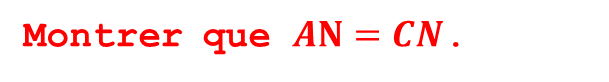 Montrer que AN = CN.